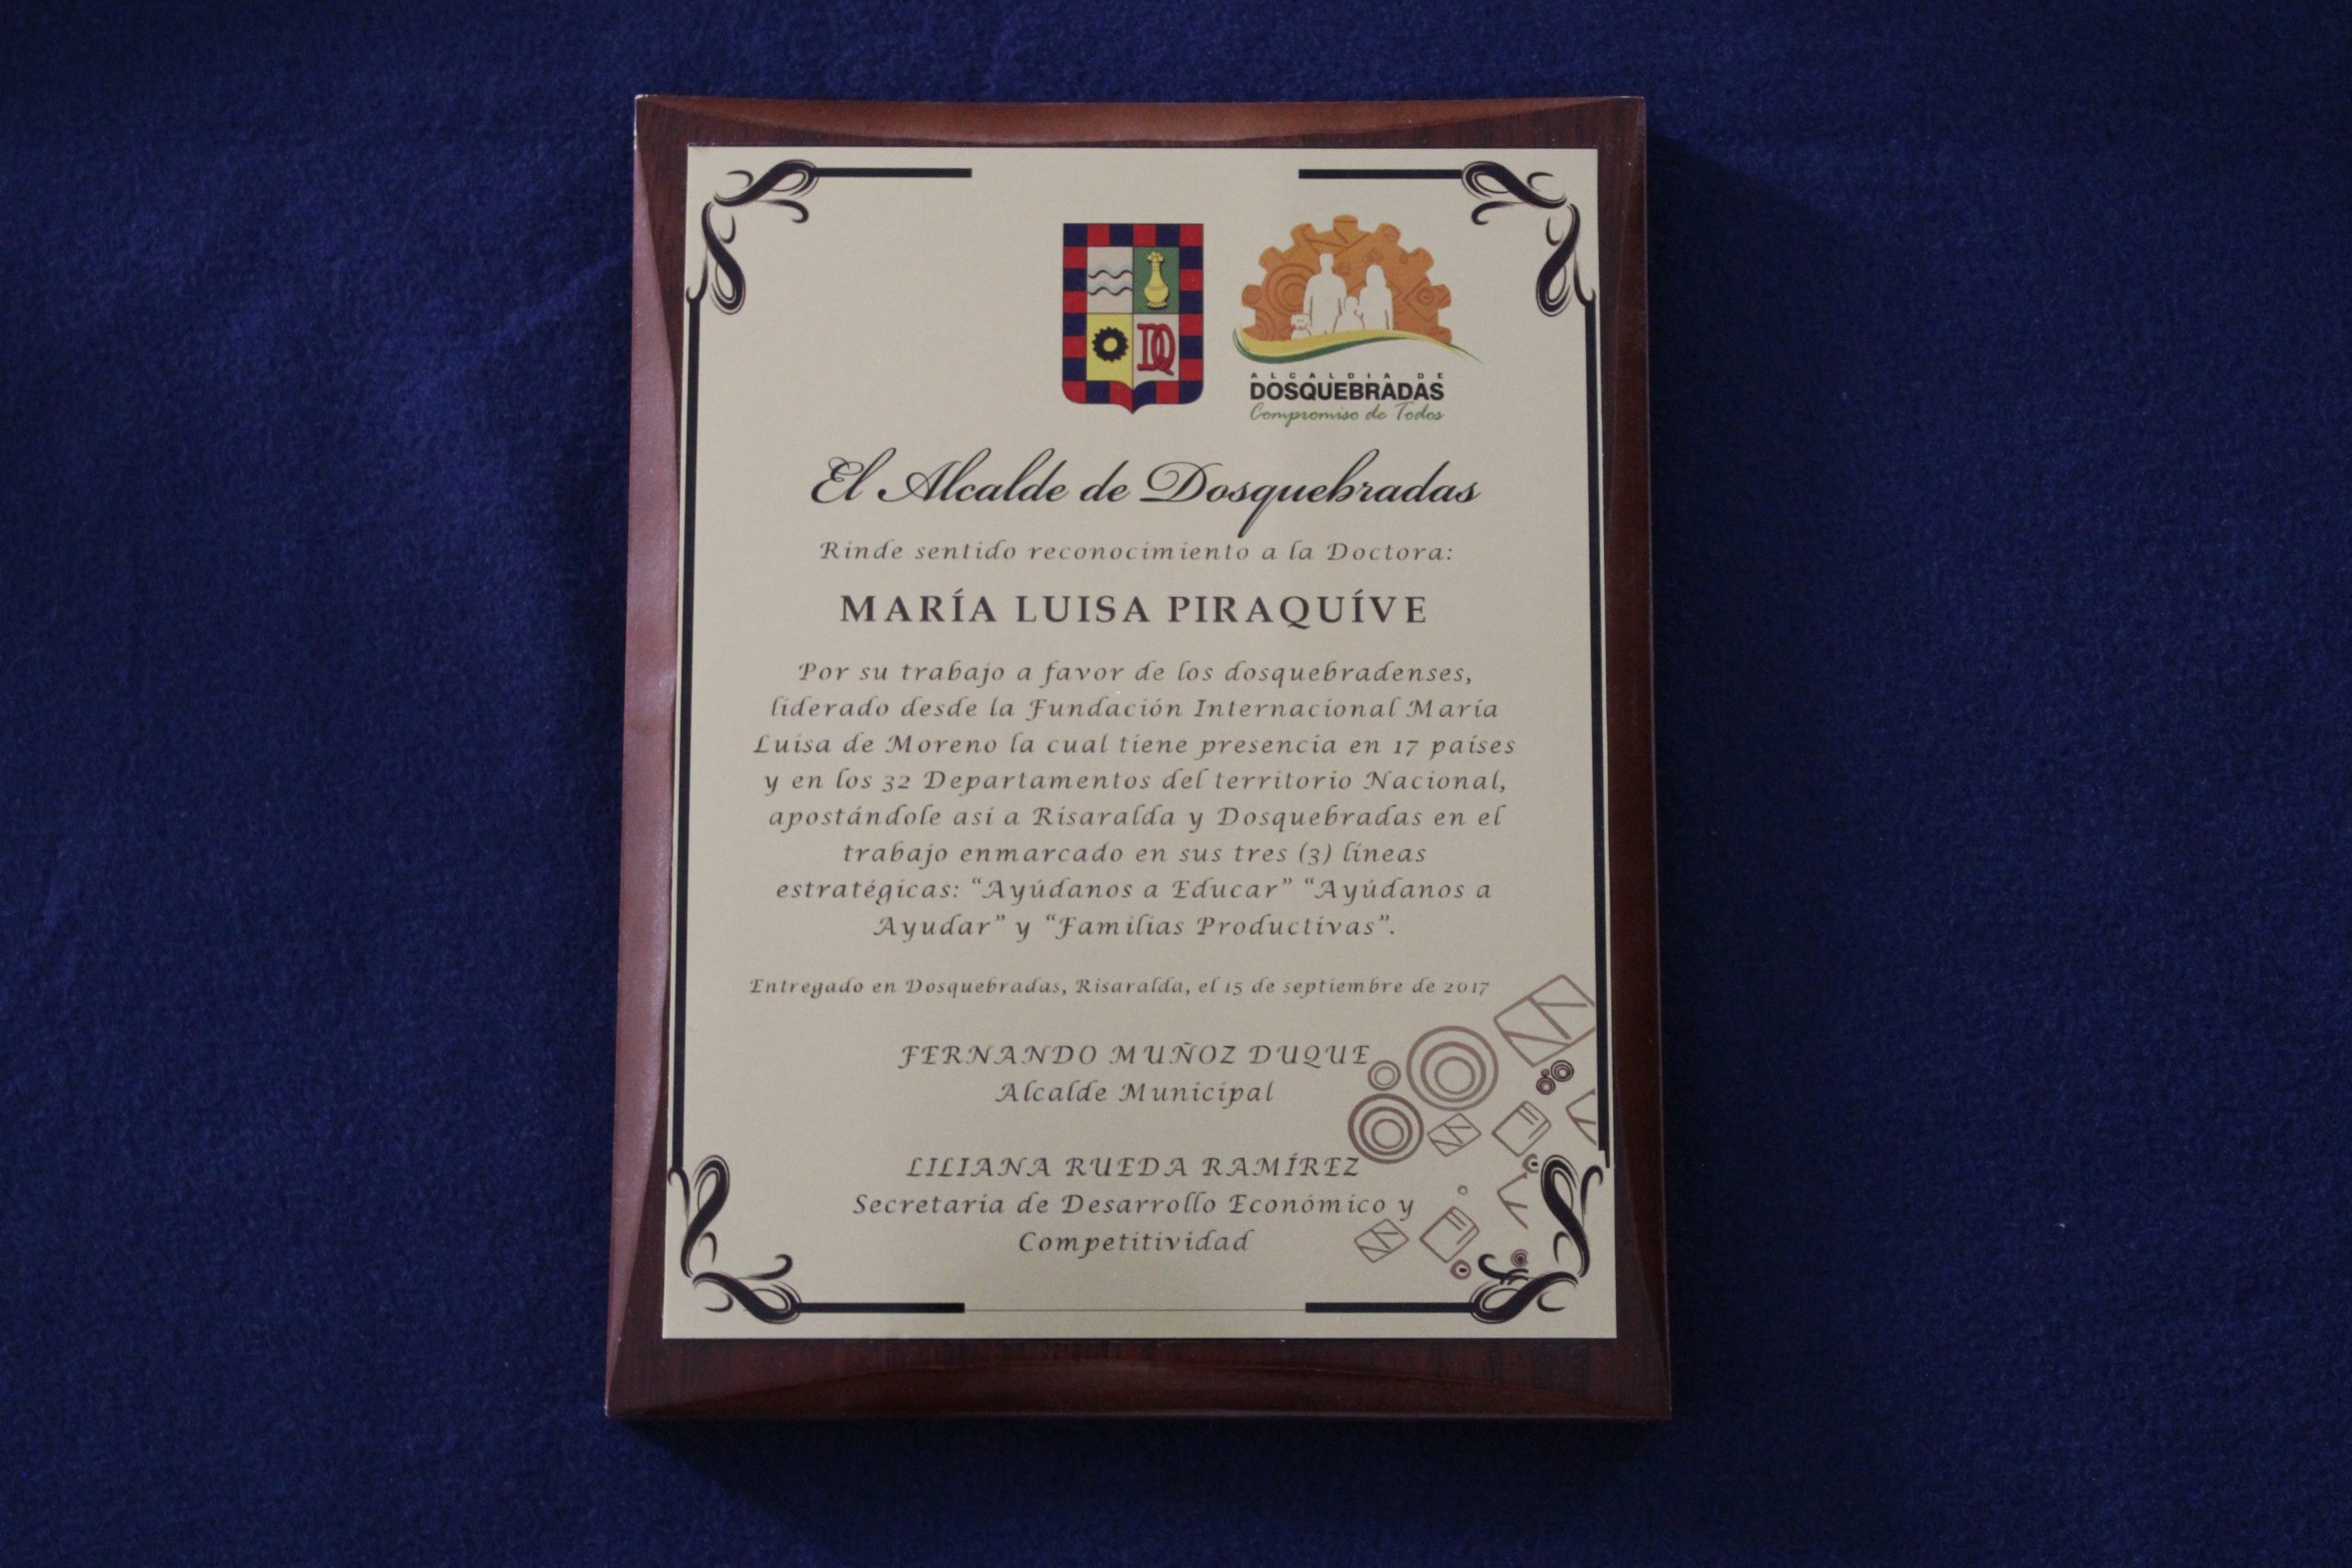 DQ
ALCALDIA DE
DOSQUEBRADAS
Compromiso de Todos
El Alcalde de Dosquebradas
Rinde sentido reconocimiento a la Doctora:
MARÍA LUISA PIRAQUÍVE
Por su trabajo a favor de los dosquebradenses,
liderado desde la Fundación Internacional María
Luisa de Moreno la cual tiene presencia en 17 países
y en los 32 Departamentos del territorio Nacional,
apostándole así a Risaralda y Dosquebradas en el
trabajo enmarcado en sus tres (3) líneas
estratégicas: “Ayúdanos a Educar” “Ayúdanos a
Ayudar” y “Familias Productivas”.
Entregado en Dosquebradas, Risaralda, el 15 de septiembre de 2017
FERNANDO MUÑOZ DUQUE
Alcalde Municipal
LILIANA RUEDA RAMÍREZ
Secretaria de Desarrollo Económico y
Competitividad